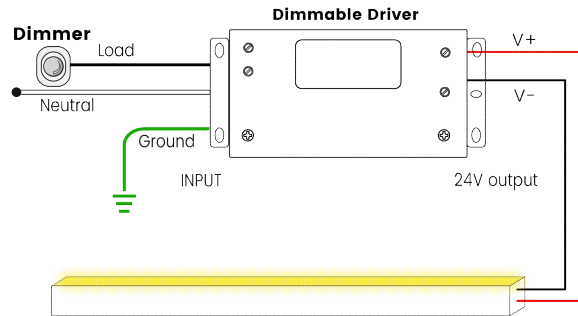 Dimmable Driver
Dimmer
Load
V+
Neutral
V-
Ground
INPUT
24V output